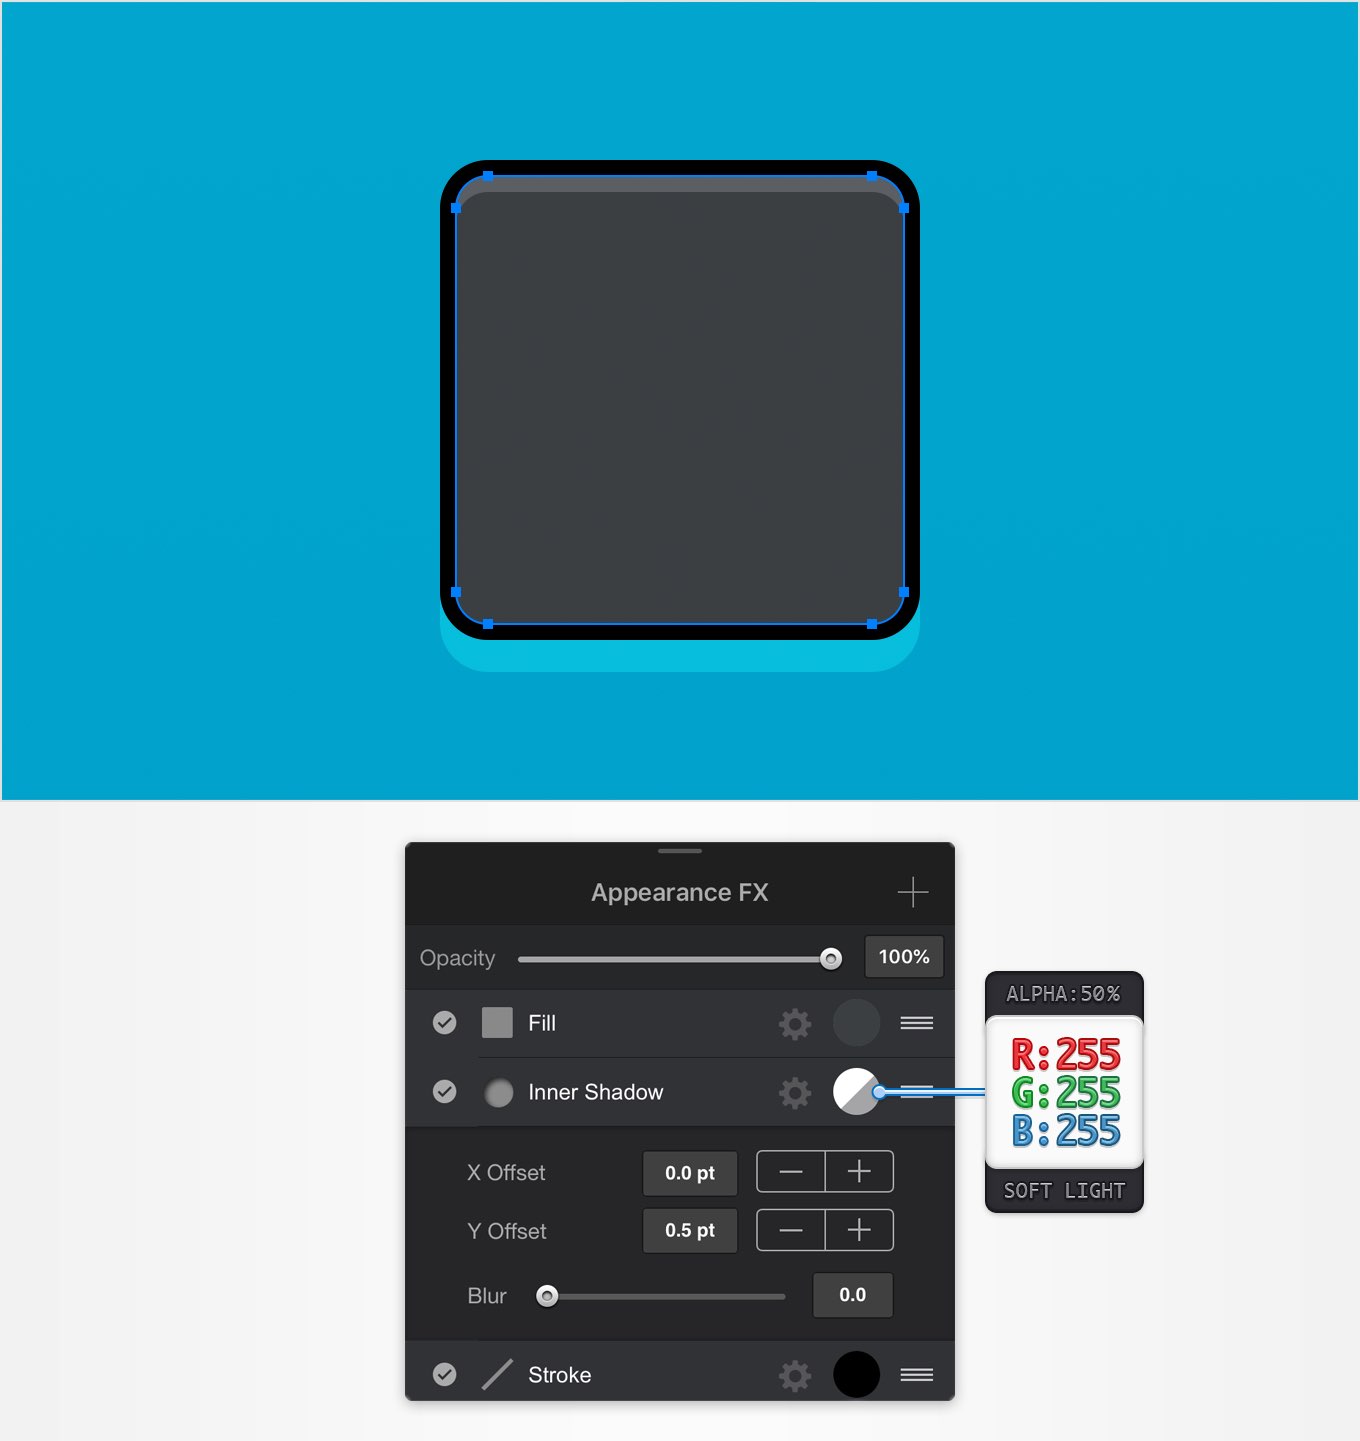 Appearance FX
Opacity 100%
Fill
Inner Shadow
X Offset 0.0 pt
Y Offset 0.5 pt
Blur 0.0
Stroke
ALPHA:50%
R:255
G:255
B:255
SOFT LIGHT